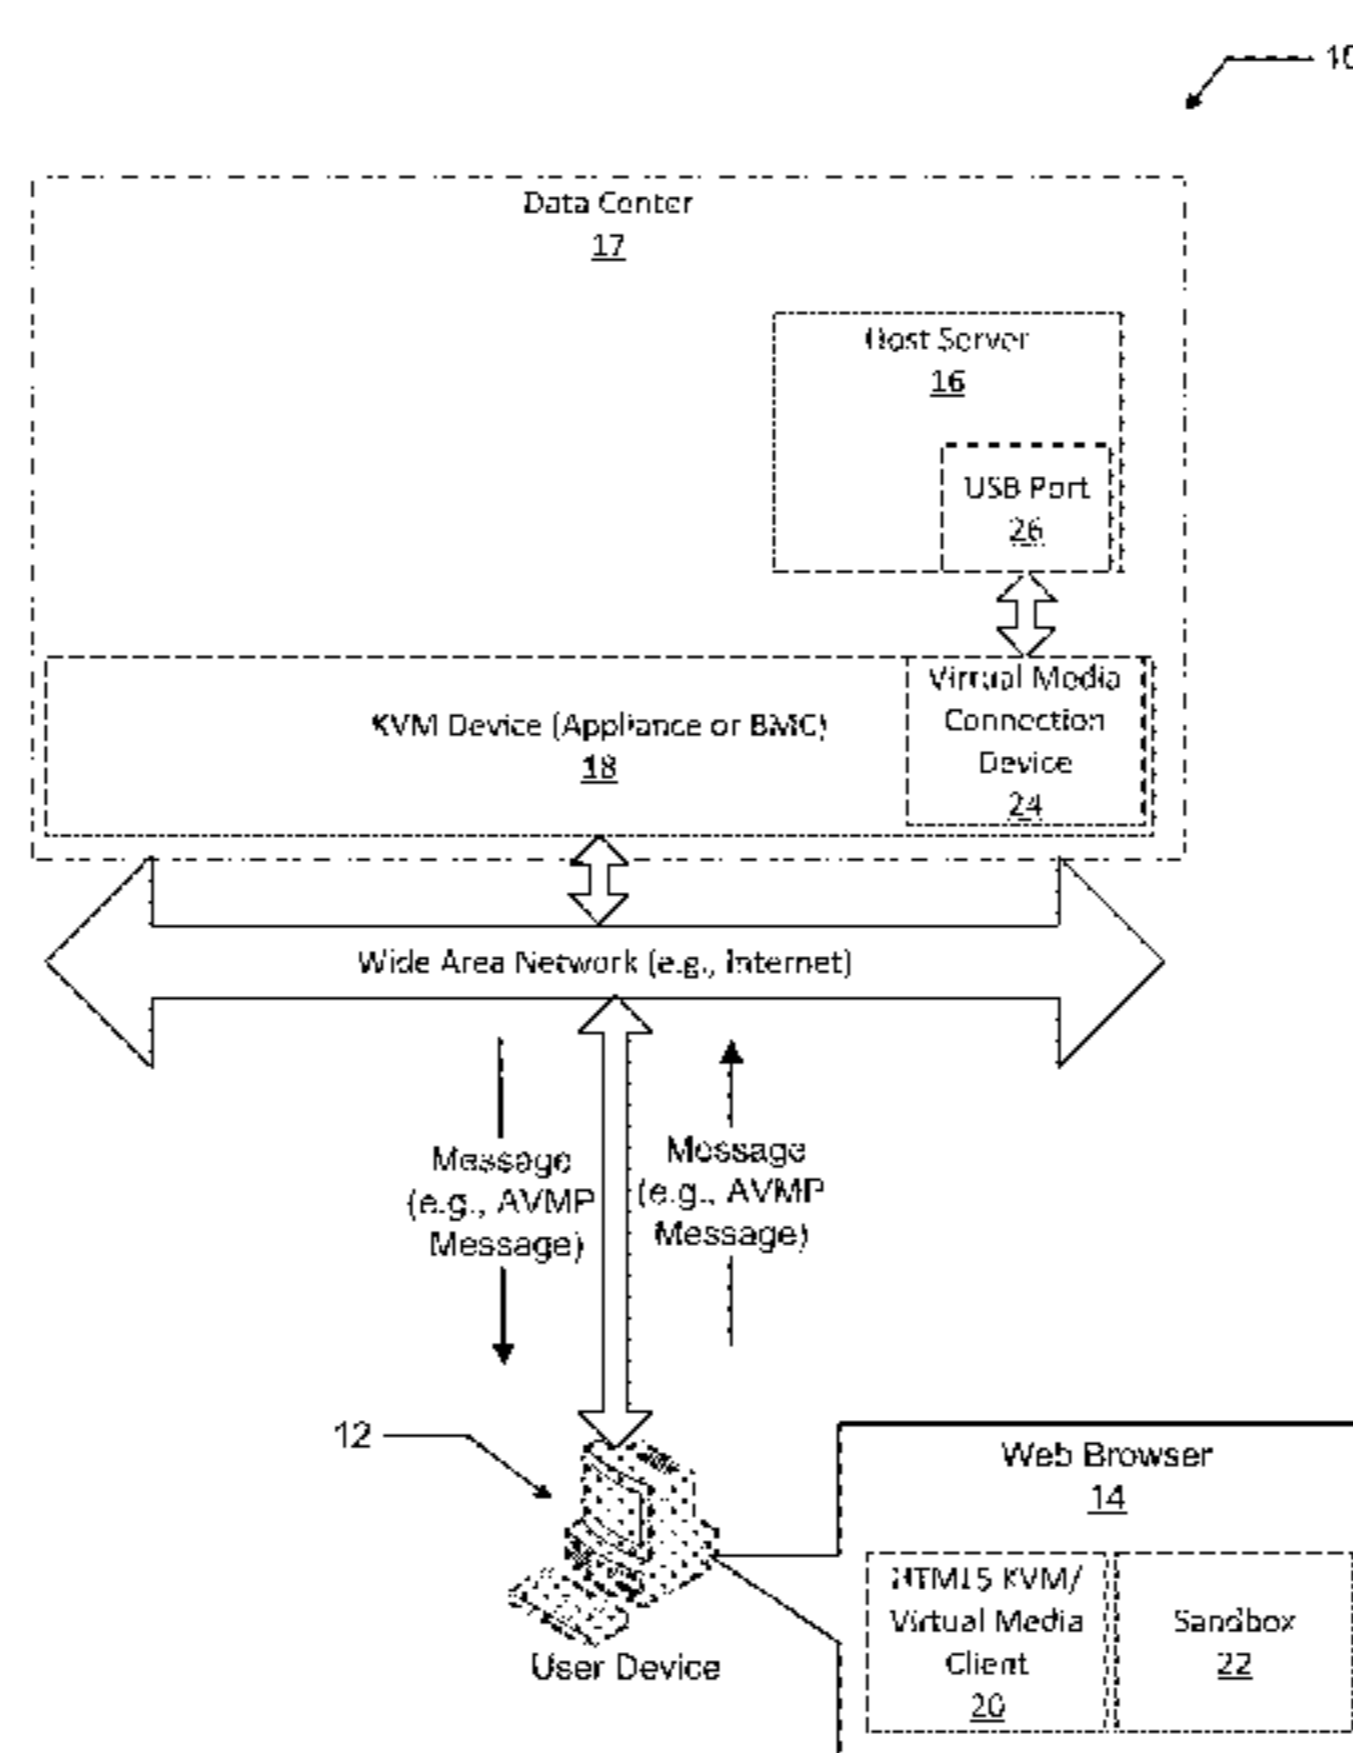 10
Data Center
17
Host Server
16
USB Port
26
Virtual Media
Connection
Device
24
KVM Device (Appliance or BMC)
18
Wide Area Network (e.g., Internet)
Message
(e.g., AVMP
Message)
Message
(e.g., AVMP
Message)
12
User Device
Web Browser
14
HTML5 KVM/
Virtual Media
Client
20
Sandbox
22